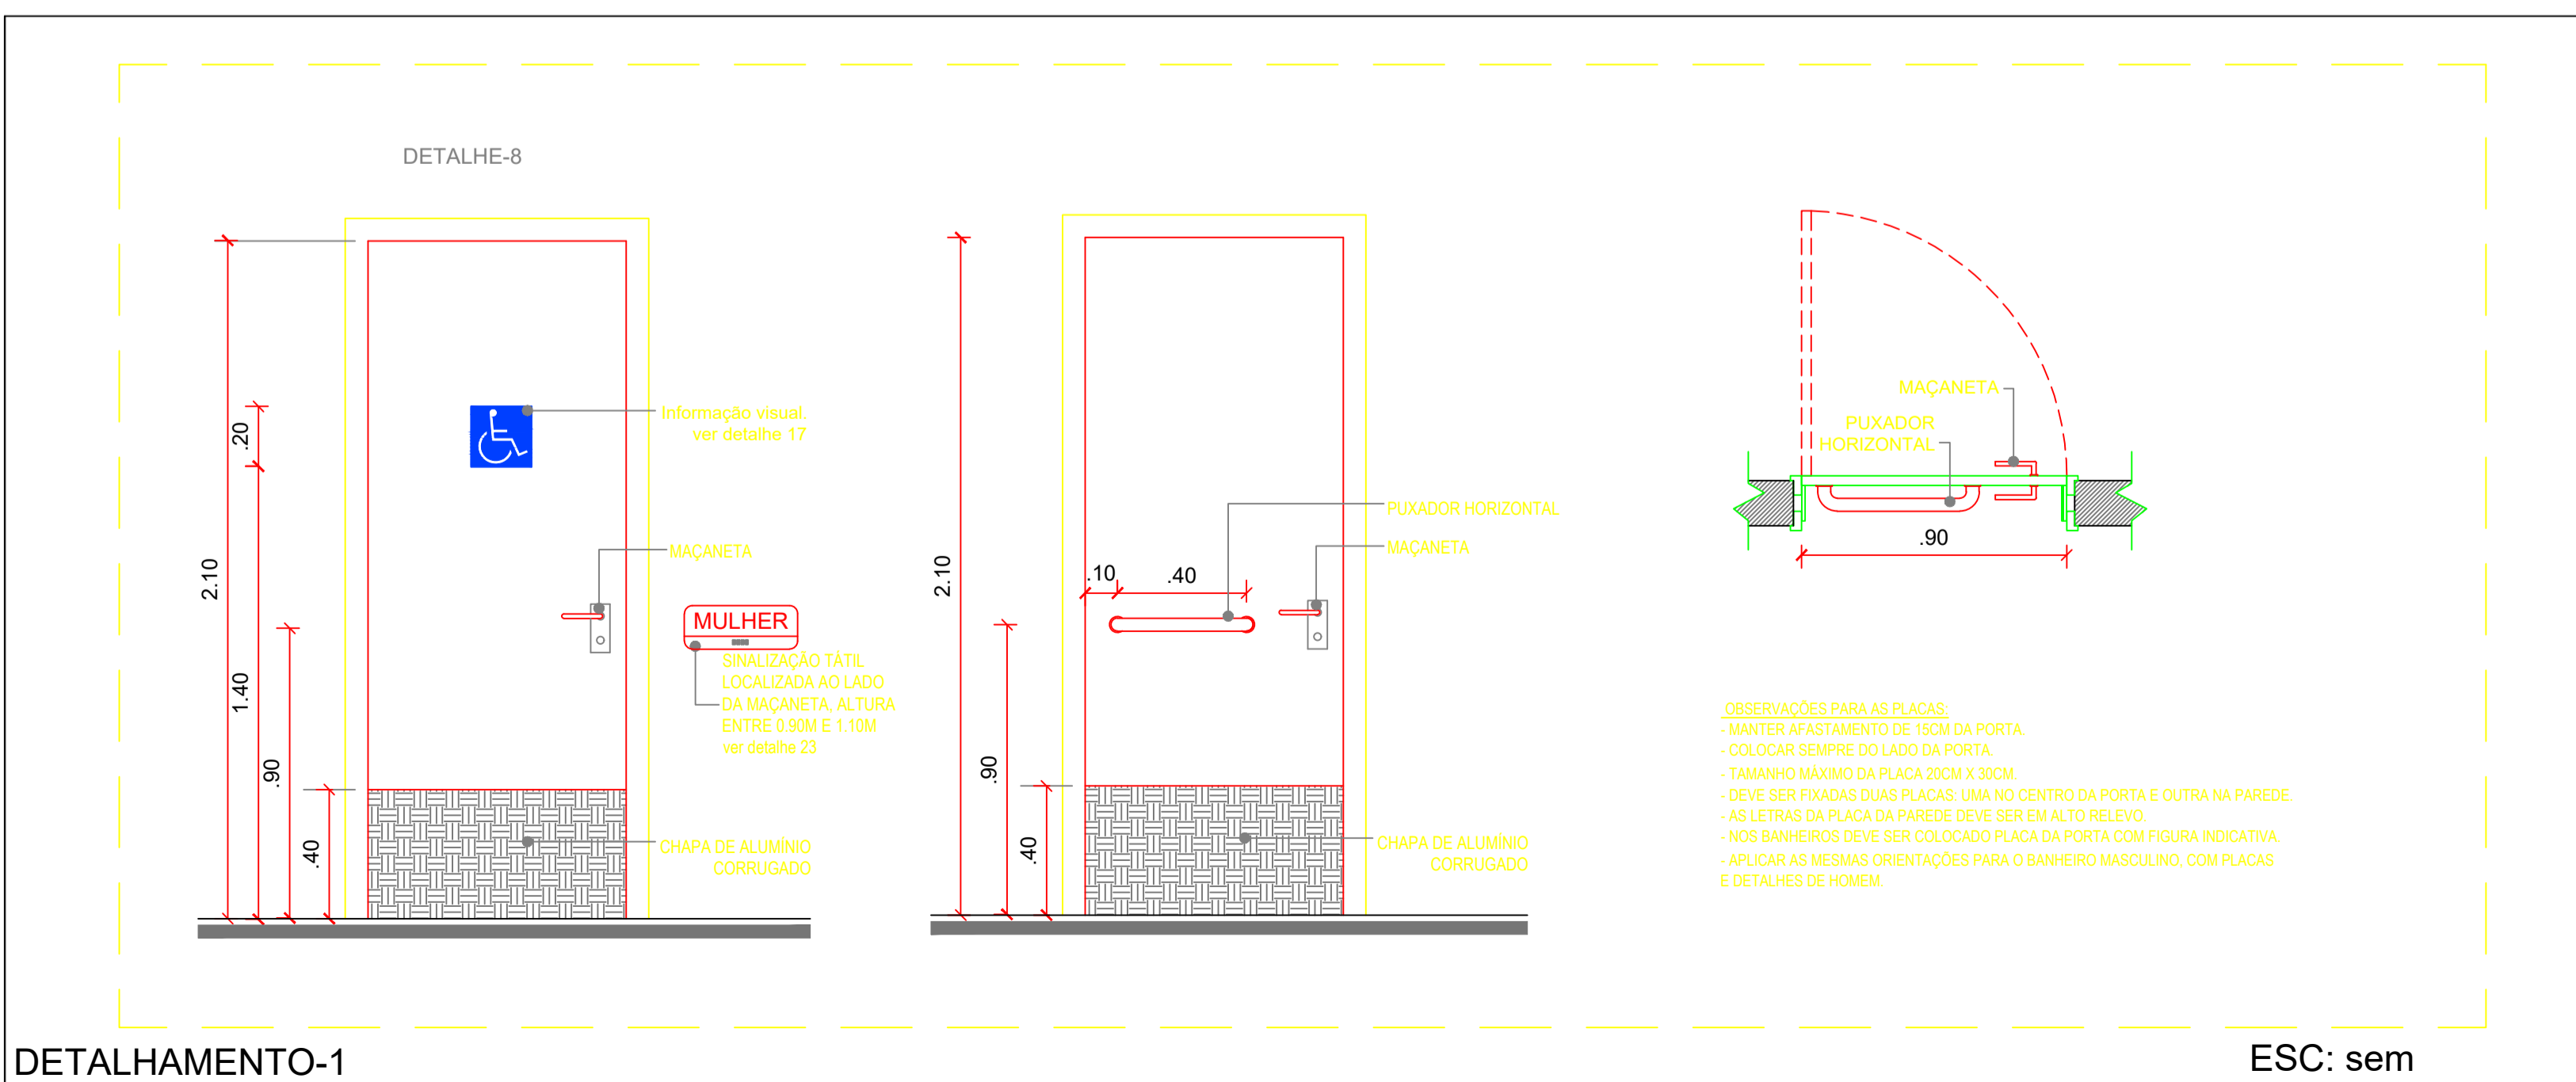 DETALHE-8
2.10
.20
1.40
.90
.40
Informação visual.
ver detalhe 17
MAÇANETA
MULHER
SINALIZAÇÃO TÁTIL
LOCALIZADA AO LADO
DA MAÇANETA, ALTURA
ENTRE 0.90M E 1.10M
ver detalhe 23
CHAPA DE ALUMÍNIO
CORRUGADO
2.10
.90
.40
.10
.40
PUXADOR HORIZONTAL
MAÇANETA
CHAPA DE ALUMÍNIO
CORRUGADO
MAÇANETA
PUXADOR
HORIZONTAL
.90
OBSERVAÇÕES PARA AS PLACAS:
- MANTER AFASTAMENTO DE 15CM DA PORTA.
- COLOCAR SEMPRE DO LADO DA PORTA.
- TAMANHO MÁXIMO DA PLACA 20CM X 30CM.
- DEVE SER FIXADAS DUAS PLACAS: UMA NO CENTRO DA PORTA E OUTRA NA PAREDE.
- AS LETRAS DA PLACA DA PAREDE DEVE SER EM ALTO RELEVO.
- NOS BANHEIROS DEVE SER COLOCADO PLACA DA PORTA COM FIGURA INDICATIVA.
- APLICAR AS MESMAS ORIENTAÇÕES PARA O BANHEIRO MASCULINO, COM PLACAS
E DETALHES DE HOMEM.
DETALHAMENTO-1
ESC: sem